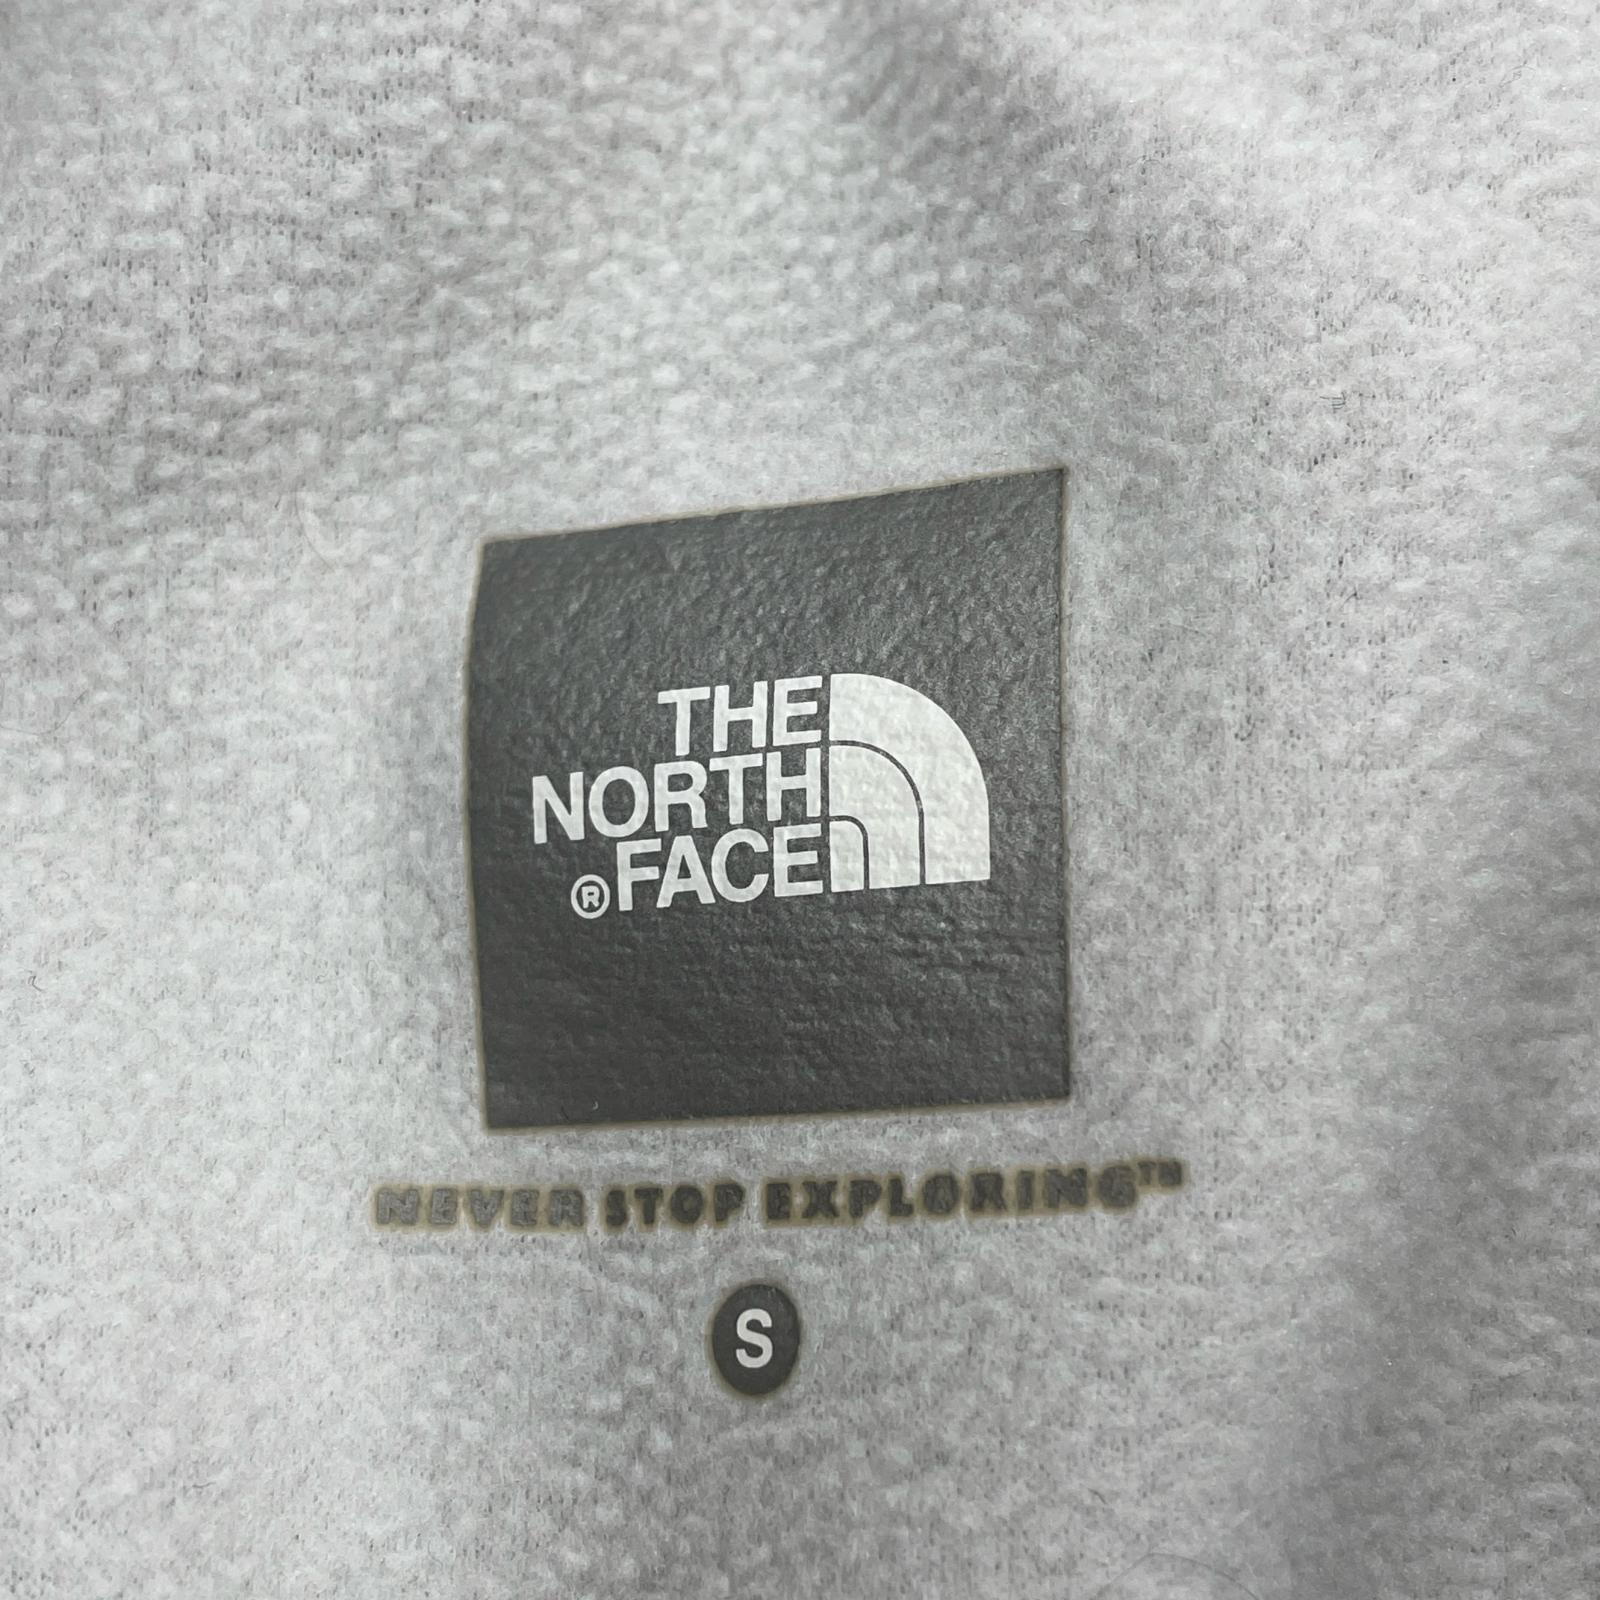 THE
NORTH
®FACE
NEVER STOP EXPLORING™
S